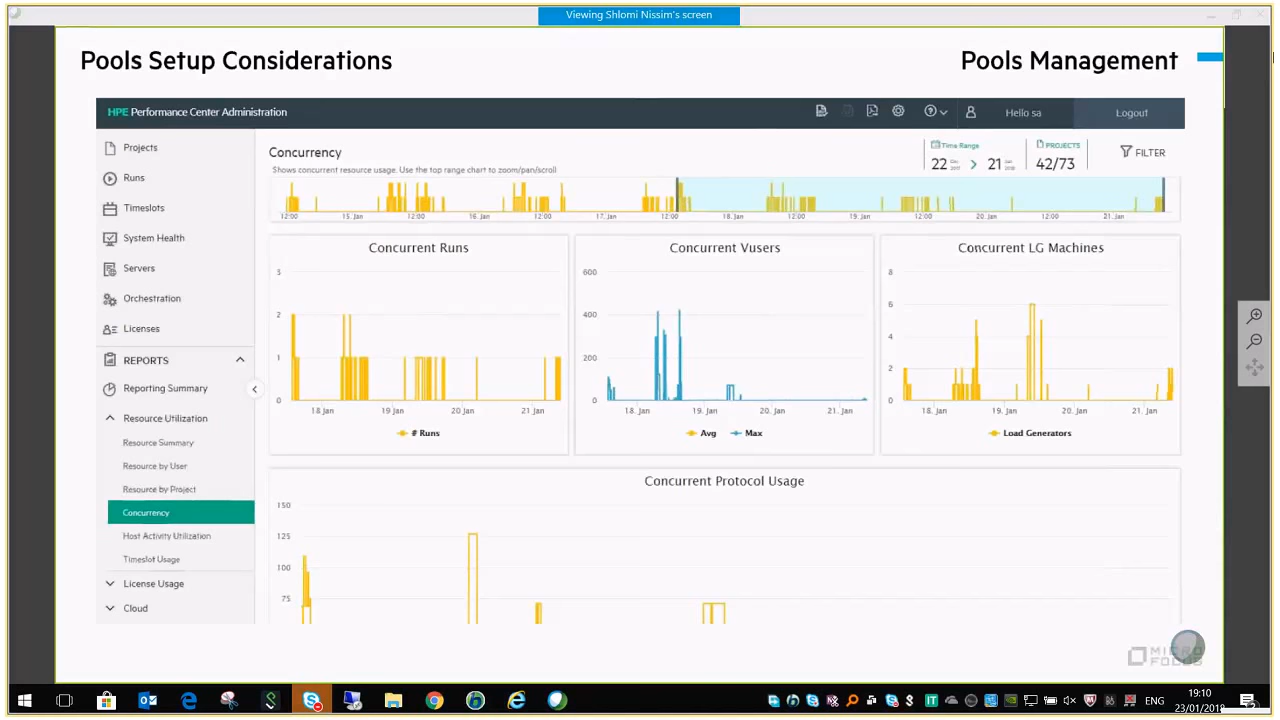 Viewing Shlomi Nissim's screen
Pools Setup Considerations
Pools Management
HPE Performance Center Administration
Hello sa
Logout
Projects
Runs
Timeslots
System Health
Servers
Orchestration
Licenses
REPORTS
Reporting Summary
Resource Utilization
Resource Summary
Resource by User
Resource by Project
Concurrency
Host Activity Utilization
Timeslot Usage
License Usage
Cloud
Concurrency
Shows concurrent resource usage. Use the top range chart to zoom/pan/scroll
Time Range
22 > 21
PROJECTS
42/73
FILTER
12:00 15. Jan 12:00 16. Jan 12:00 17. Jan 12:00 18. Jan 12:00 19. Jan 12:00 20. Jan 12:00 21. Jan
Concurrent Runs
3
2
1
0
18. Jan 19. Jan 20. Jan 21. Jan
# Runs
Concurrent Vusers
600
400
200
0
18. Jan 19. Jan 20. Jan 21. Jan
Avg Max
Concurrent LG Machines
8
6
4
2
0
18. Jan 19. Jan 20. Jan 21. Jan
Load Generators
Concurrent Protocol Usage
150
125
100
75
MICRO
FOCUS
ENG
19:10
23/01/2018